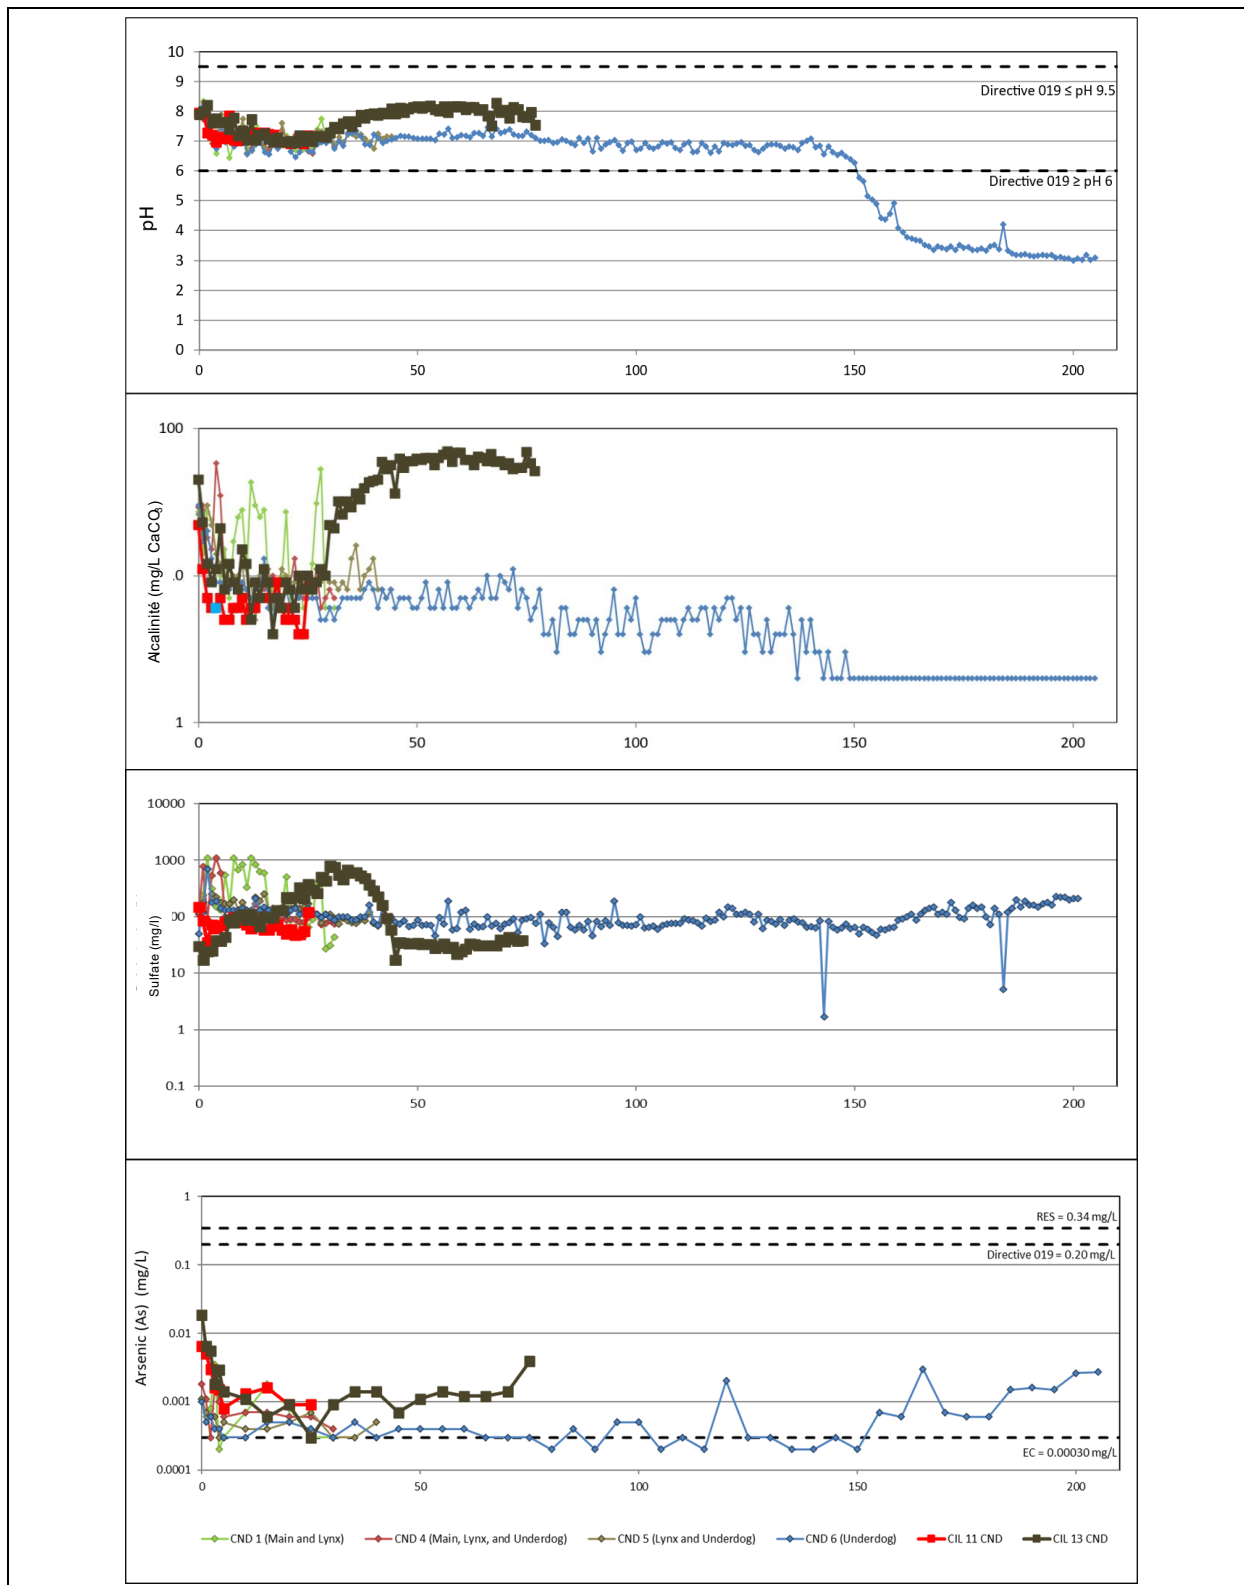 10
9
Directive 019 ≤ pH 9.5
8
7
6
Directive 019 ≥ pH 6
5
4
3
2
1
0
pH
0 50 100 150 200
100
.0
1
Alcalinité (mg/L CaCO3)
0 50 100 150 200
10000
1000
00
10
1
0.1
Sulfate (mg/l)
0 50 100 150 200
1
RES = 0.34 mg/L
Directive 019 = 0.20 mg/L
0.1
0.01
0.001
EC = 0.00030 mg/L
0.0001
Arsenic (As) (mg/L)
0 50 100 150 200
CND 1 (Main and Lynx) CND 4 (Main, Lynx, and Underdog) CND 5 (Lynx and Underdog) CND 6 (Underdog) CIL 11 CND CIL 13 CND